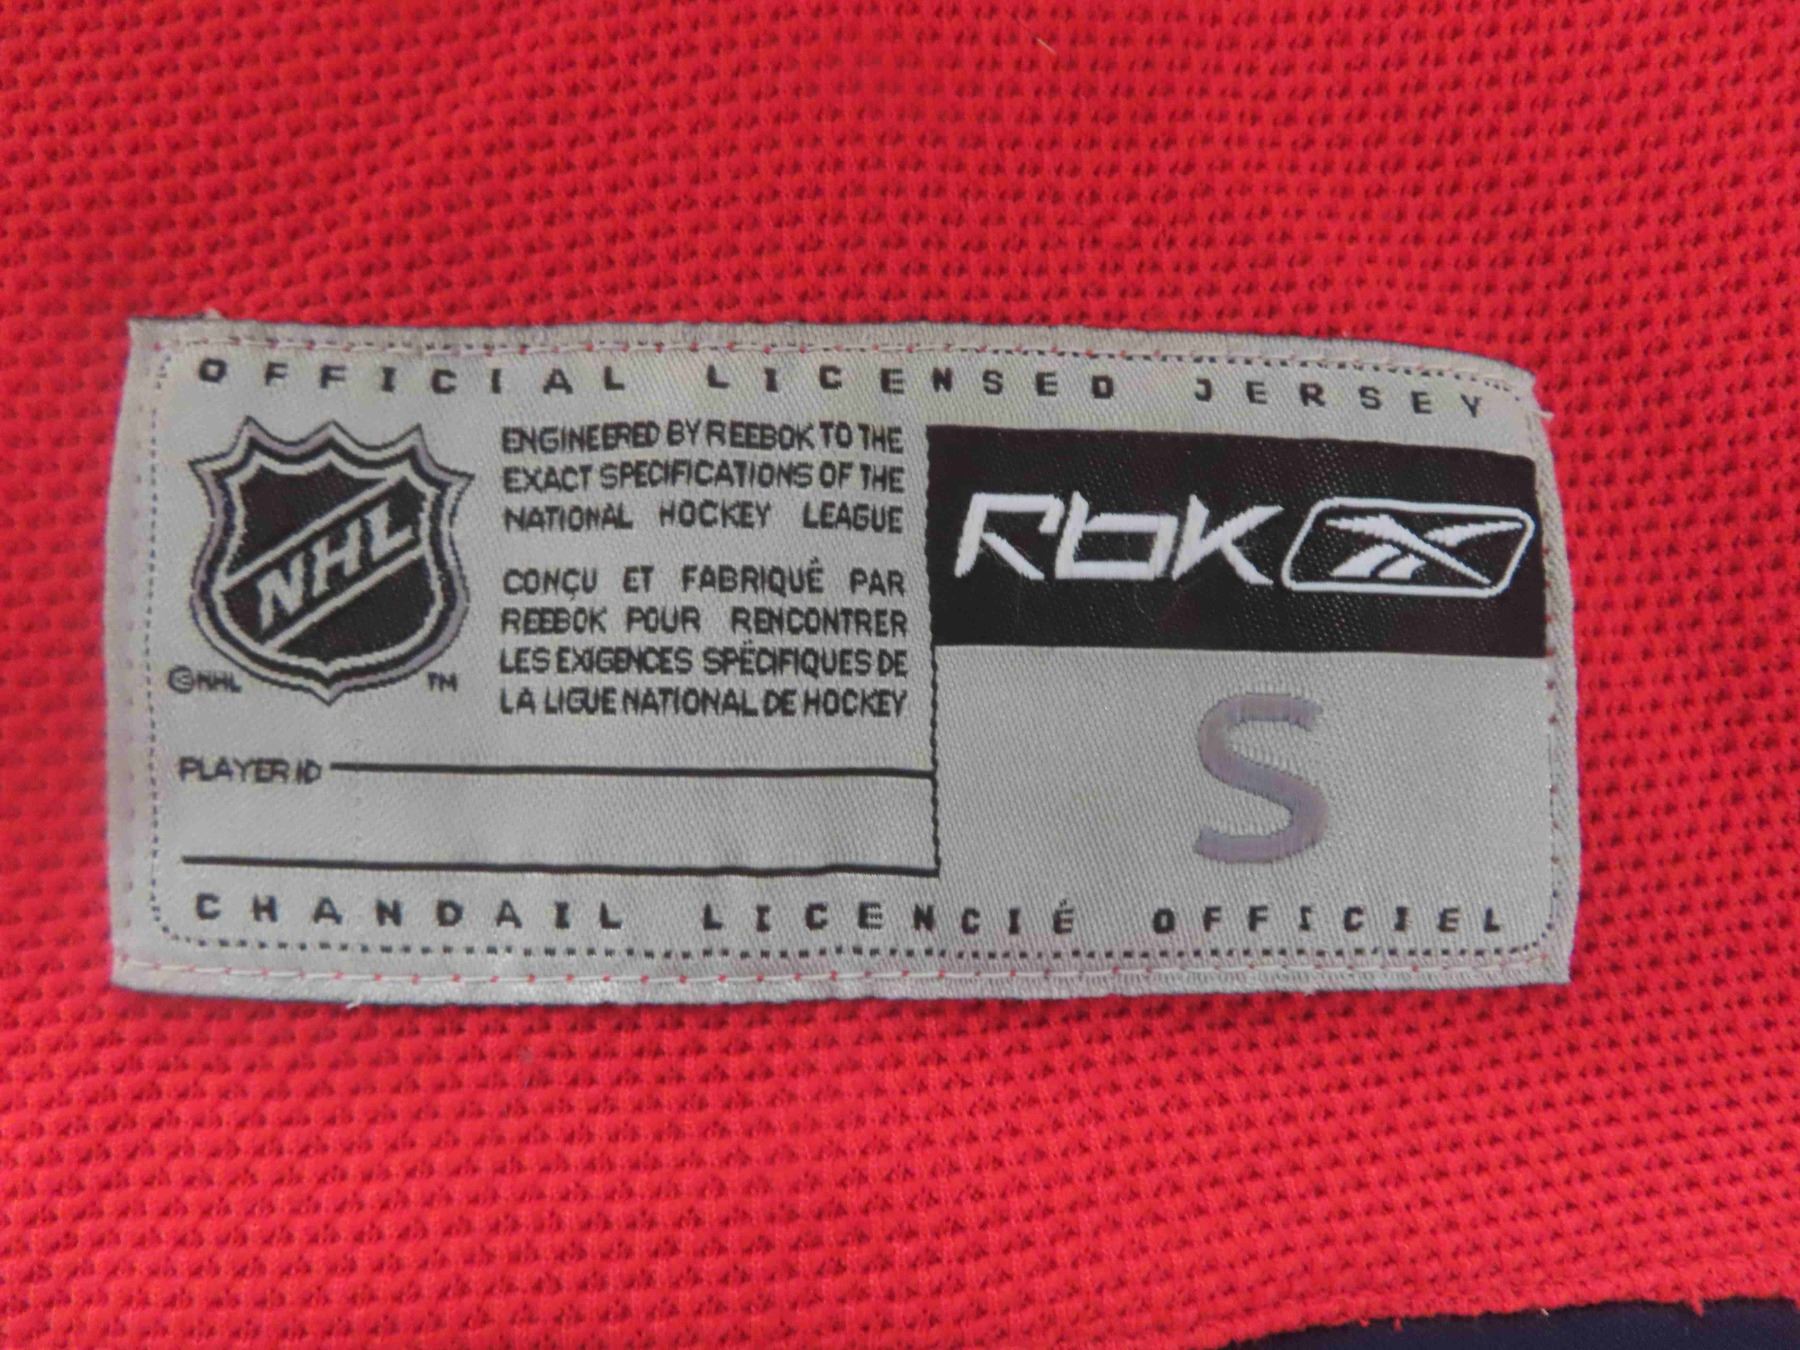 OFFICIAL LICENSED JERSEY
NHL
©NHL
TM
ENGINEERED BY REEBOK TO THE
EXACT SPECIFICATIONS OF THE
NATIONAL HOCKEY LEAGUE
CONÇU ET FABRIQUÉ PAR
REEBOK POUR RENCONTRER
LES EXIGENCES SPÉCIFIQUES DE
LA LIGUE NATIONAL DE HOCKEY
Rbk
S
PLAYER ID
CHANDAIL LICENCIÉ OFFICIEL